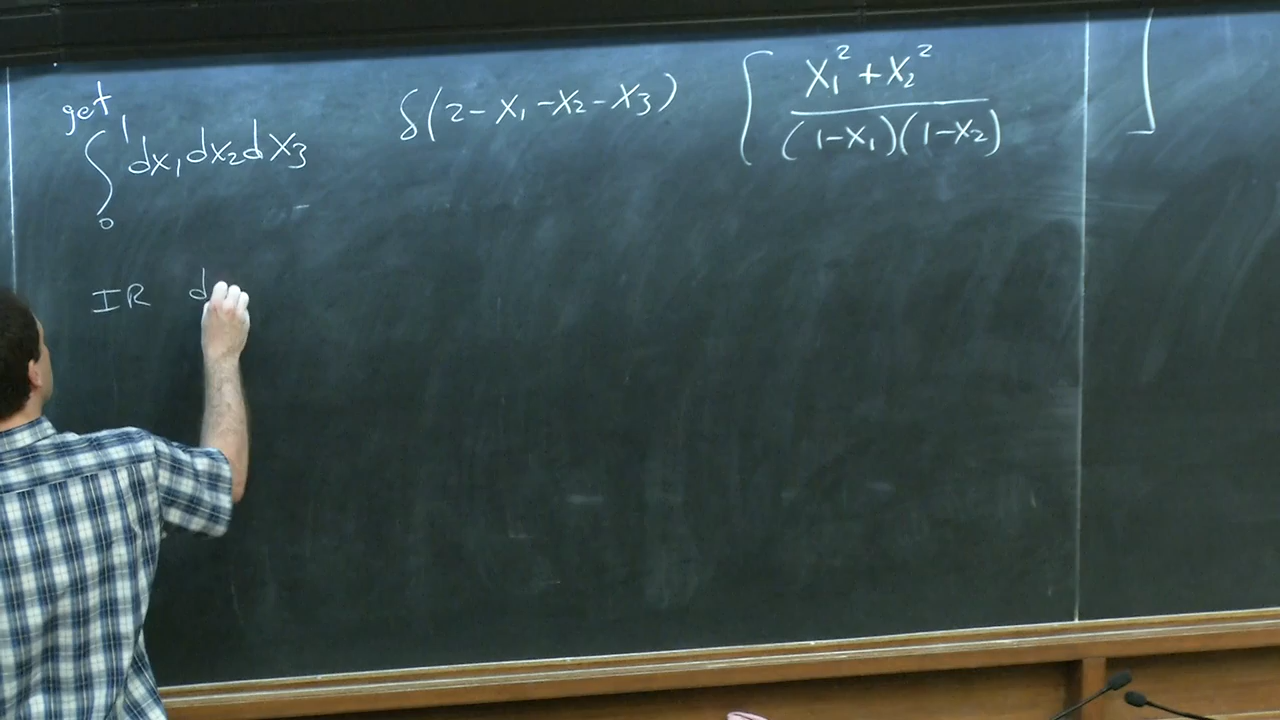 get
∫₀¹ dx₁dx₂dx₃ δ(2-x₁-x₂-x₃) [ (x₁² + x₂²) / ((1-x₁)(1-x₂)) ]
IR d